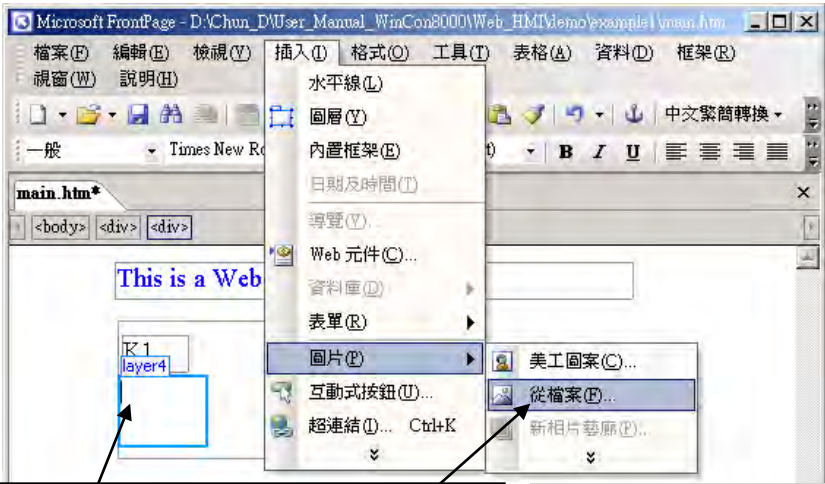 Microsoft FrontPage - D:\Chun_D\User_Manual_WinCon8000\Web_HMI\demo\example1\main.htm
檔案(F) 編輯(E) 檢視(V) 插入(I) 格式(O) 工具(T) 表格(A) 資料(D) 框架(R)
視窗(W) 說明(H)
中文繁簡轉換
一般 Times New Ro
B I U
main.htm*
<body> <div> <div>
This is a Web
K1
layer4
水平線(L)
圖層(Y)
內置框架(E)
日期及時間(T)
導覽(V)...
Web 元件(C)...
資料庫(D)
表單(R)
圖片(P)
互動式按鈕(U)...
超連結(I)... Ctrl+K
美工圖案(C)...
從檔案(F)...
新相片藝廊(P)...